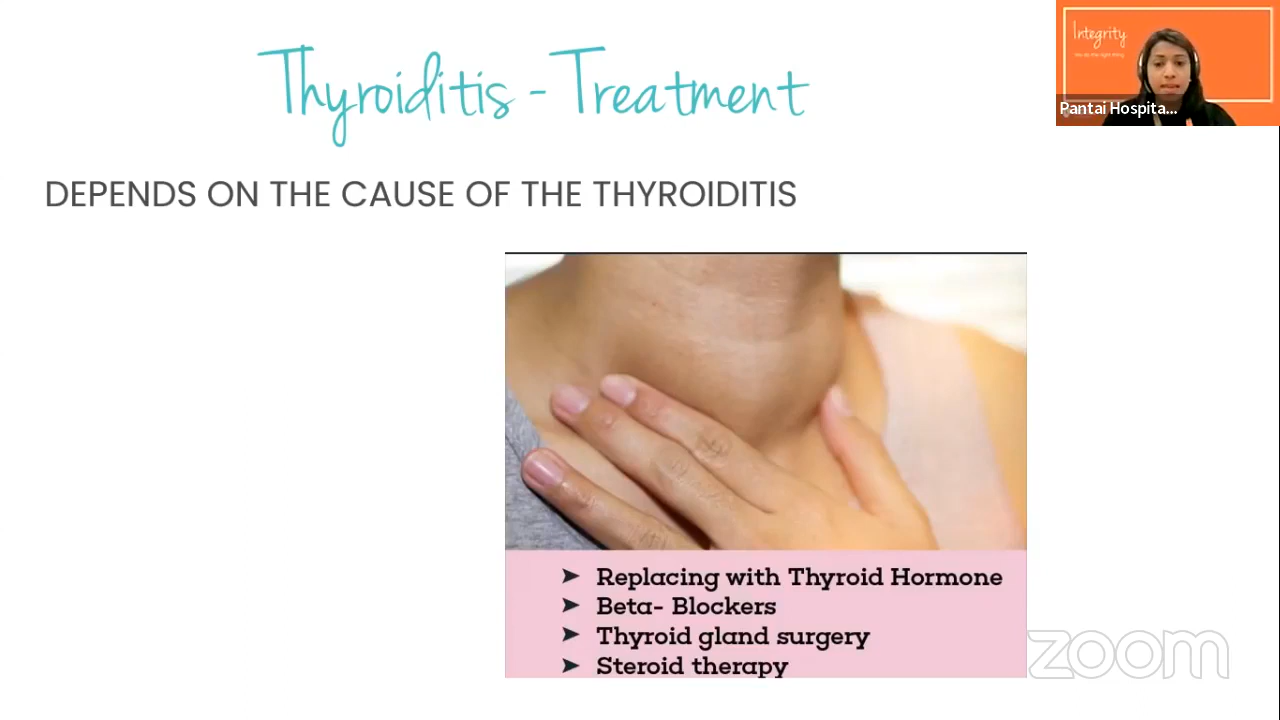 Thyroiditis - Treatment
Integrity
Pantai Hospita...
DEPENDS ON THE CAUSE OF THE THYROIDITIS
➤ Replacing with Thyroid Hormone
➤ Beta- Blockers
➤ Thyroid gland surgery
➤ Steroid therapy
zoom